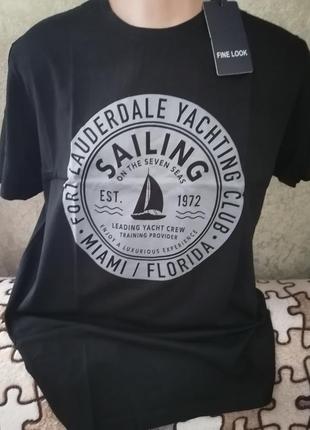 FINE LOOK
FORT LAUDERDALE YACHTING CLUB
SAILING
ON THE SEVEN SEAS
EST. 1972
LEADING YACHT CREW
TRAINING PROVIDER
ENJOY A LUXURIOUS EXPERIENCE
• MIAMI / FLORIDA •